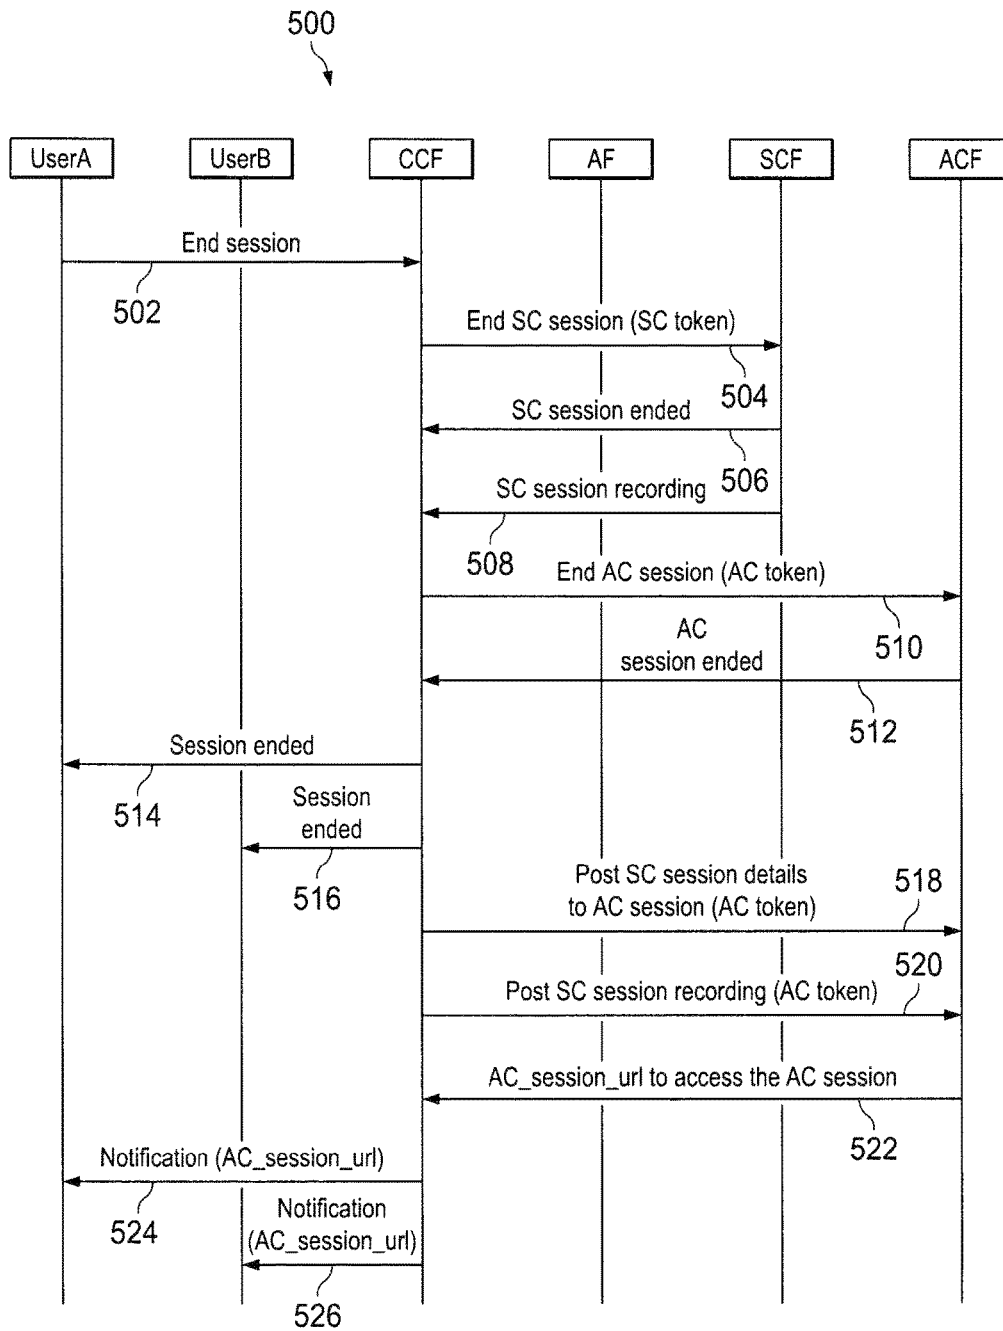 500
UserA
UserB
CCF
AF
SCF
ACF
End session
502
End SC session (SC token)
504
SC session ended
506
SC session recording
508
End AC session (AC token)
510
AC
session ended
512
Session ended
514
Session
ended
516
Post SC session details
to AC session (AC token)
518
520
Post SC session recording (AC token)
AC_session_url to access the AC session
522
Notification (AC_session_url)
524
Notification
(AC_session_url)
526